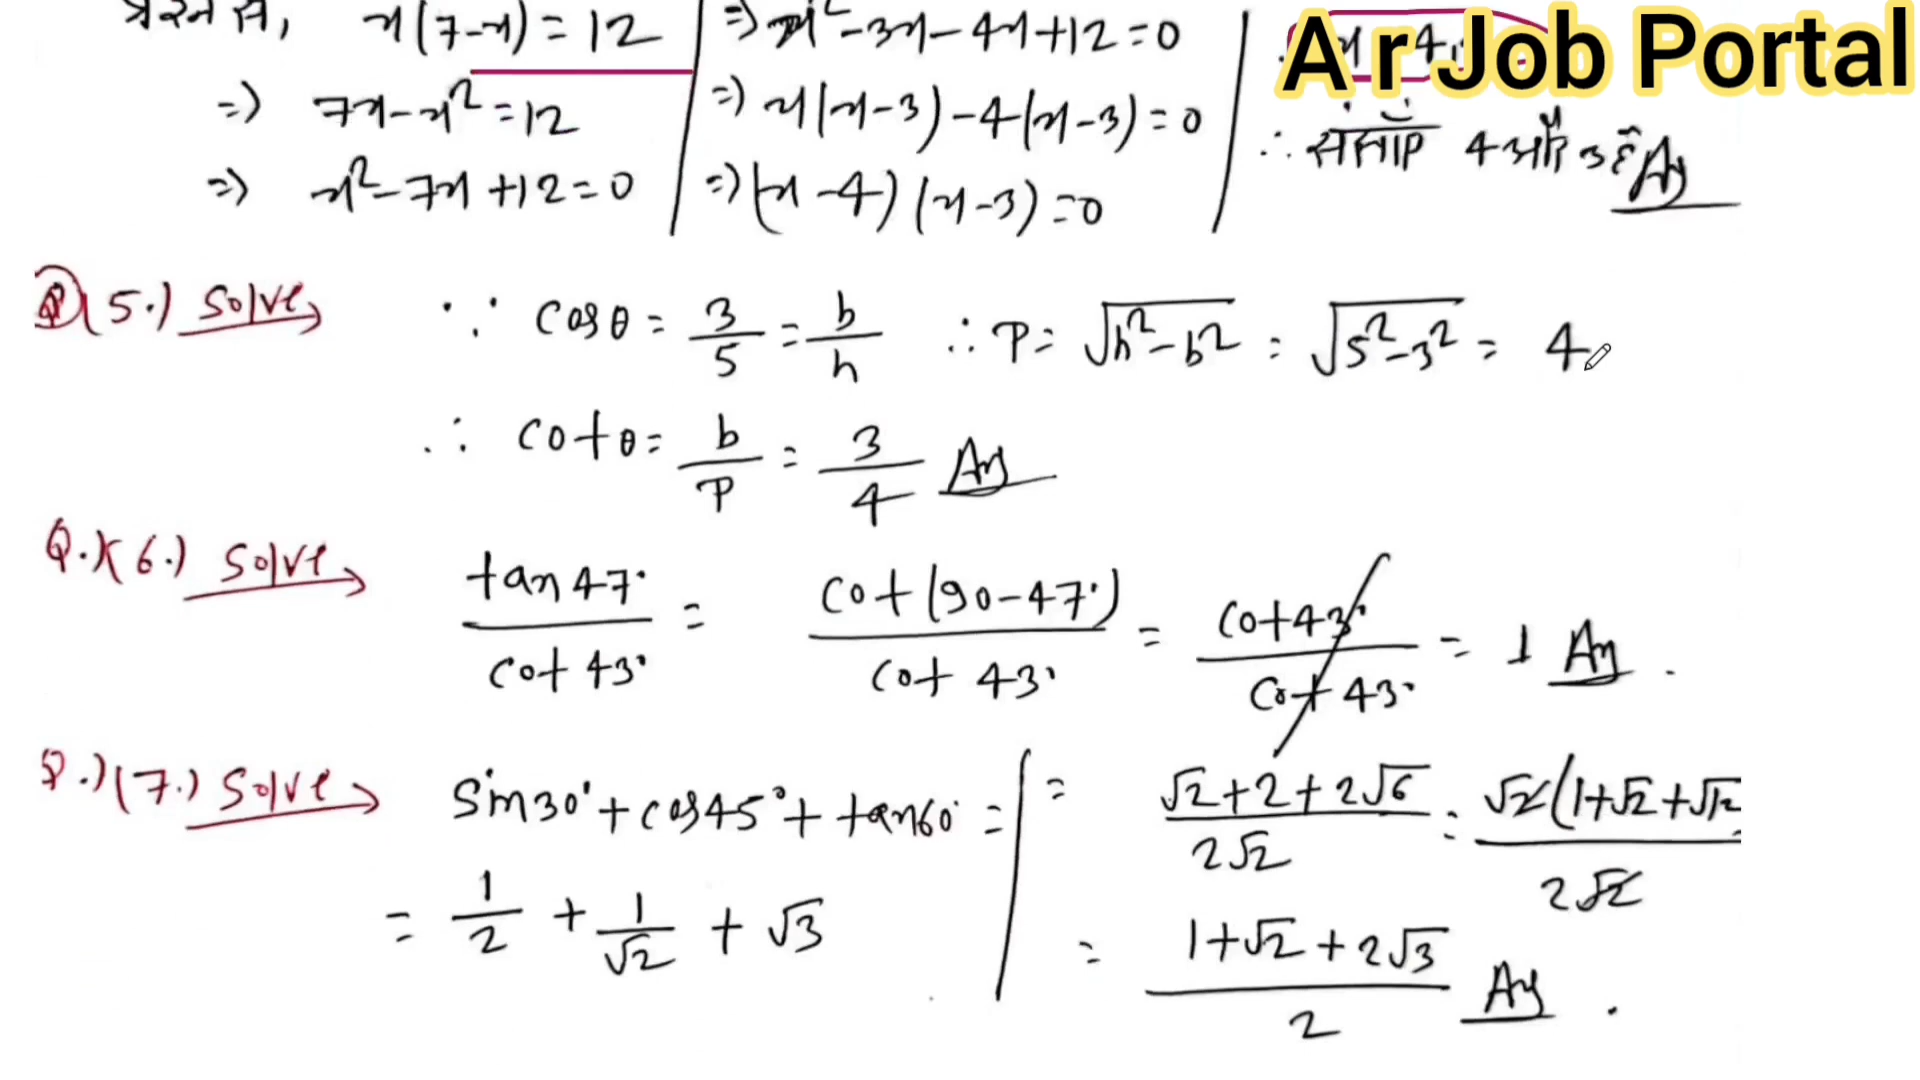 A r Job Portal
प्रश्न से, x(7-x) = 12
=> 7x-x² = 12
=> x²-7x+12=0
=> x²-3x-4x+12=0
=> x(x-3)-4(x-3)=0
=> (x-4)(x-3)=0
∴ संख्याएँ 4 और 3 हैं Ans
Q(5.) Solve ∵ cosθ = 3/5 = b/h ∴ P = √h²-b² = √5²-3² = 4
∴ cotθ = b/P = 3/4 Ans
Q.)(6.) Solve tan47°/cot43° = cot(90-47°)/cot43° = cot43°/cot43° = 1 Ans.
Q.)(7.) Solve sin30°+cos45°+tan60° =
= 1/2 + 1/√2 + √3
= √2+2+2√6/2√2 = √2(1+√2+√12/2√2
= 1+√2+2√3/2 Ans.